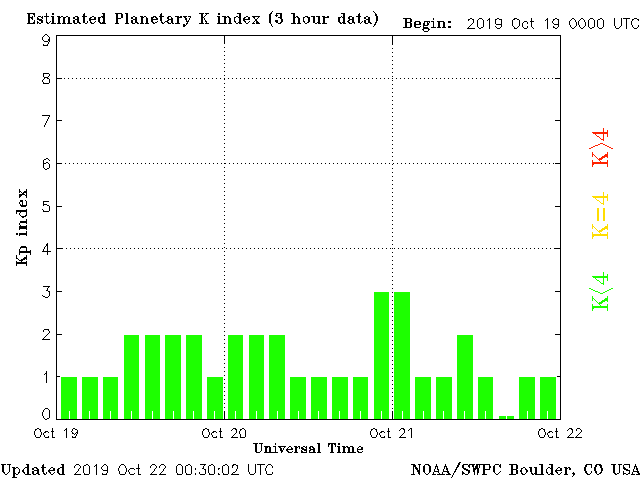 Estimated Planetary K index (3 hour data)
Begin: 2019 Oct 19 0000 UTC
9
8
7
6
5
4
3
2
1
0
Kp index
K>4
K=4
K<4
Oct 19 Oct 20 Oct 21 Oct 22
Universal Time
Updated 2019 Oct 22 00:30:02 UTC
NOAA/SWPC Boulder, CO USA